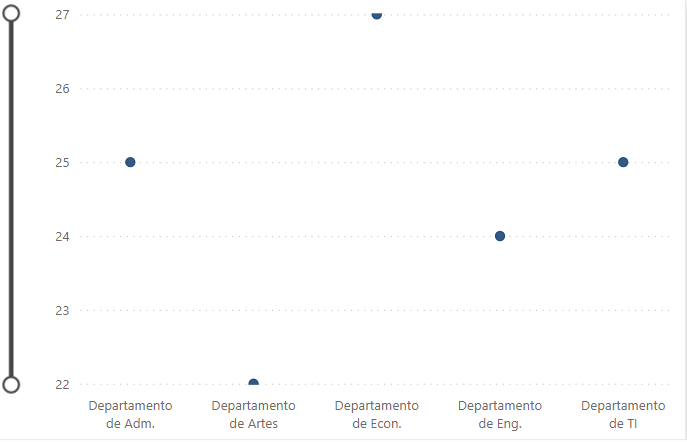 27
26
25
24
23
22
Departamento
de Adm.
Departamento
de Artes
Departamento
de Econ.
Departamento
de Eng.
Departamento
de TI